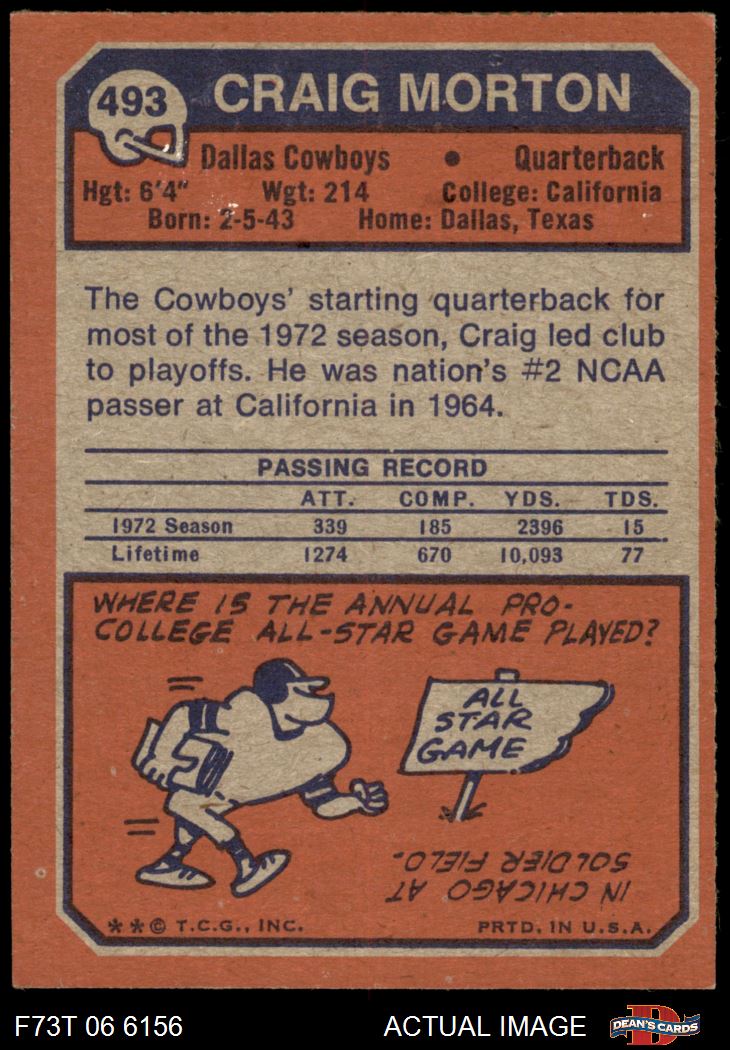 493
CRAIG MORTON
Dallas Cowboys • Quarterback
Hgt: 6'4" Wgt: 214 College: California
Born: 2-5-43 Home: Dallas, Texas
The Cowboys' starting quarterback for
most of the 1972 season, Craig led club
to playoffs. He was nation's #2 NCAA
passer at California in 1964.
PASSING RECORD
ATT. COMP. YDS. TDS.
1972 Season 339 185 2396 15
Lifetime 1274 670 10,093 77
WHERE IS THE ANNUAL PRO-
COLLEGE ALL-STAR GAME PLAYED?
ALL
STAR
GAME
IN CHICAGO AT
SOLDIER FIELD.
**© T.C.G., INC. PRTD. IN U.S.A.
F73T 06 6156 ACTUAL IMAGE
D
DEAN'S CARDS